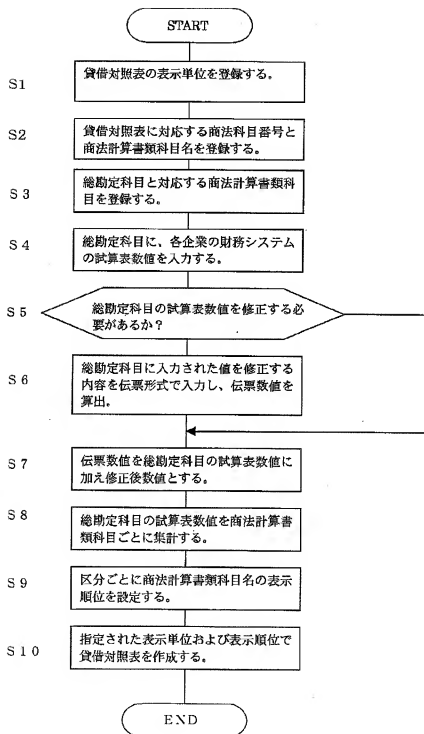 START
S1
貸借対照表の表示単位を登録する。
S2
貸借対照表に対応する商法科目番号と
商法計算書類科目名を登録する。
S3
総勘定科目と対応する商法計算書類科
目を登録する。
S4
総勘定科目に、各企業の財務システム
の試算表数値を入力する。
S5
総勘定科目の試算表数値を修正する必
要があるか?
S6
総勘定科目に入力された値を修正する
内容を伝票形式で入力し、伝票数値を
算出。
S7
伝票数値を総勘定科目の試算表数値に
加え修正後数値とする。
S8
総勘定科目の試算表数値を商法計算書
類科目ごとに集計する。
S9
区分ごとに商法計算書類科目名の表示
順位を設定する。
S10
指定された表示単位および表示順位で
貸借対照表を作成する。
END